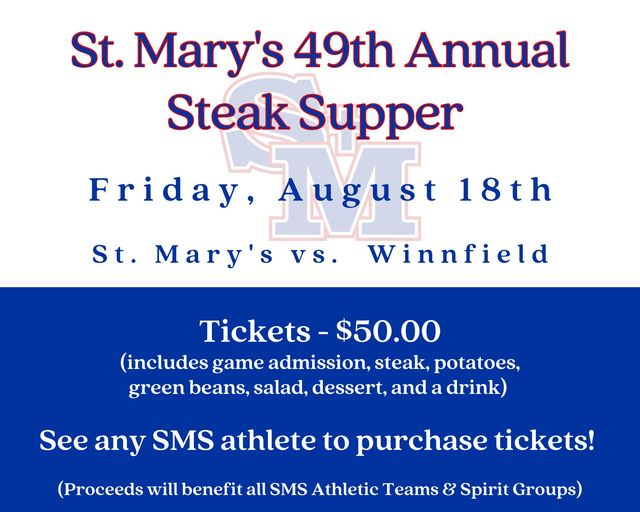 St. Mary's 49th Annual
Steak Supper
SM
Friday, August 18th
St. Mary's vs. Winnfield
Tickets - $50.00
(includes game admission, steak, potatoes,
green beans, salad, dessert, and a drink)
See any SMS athlete to purchase tickets!
(Proceeds will benefit all SMS Athletic Teams & Spirit Groups)